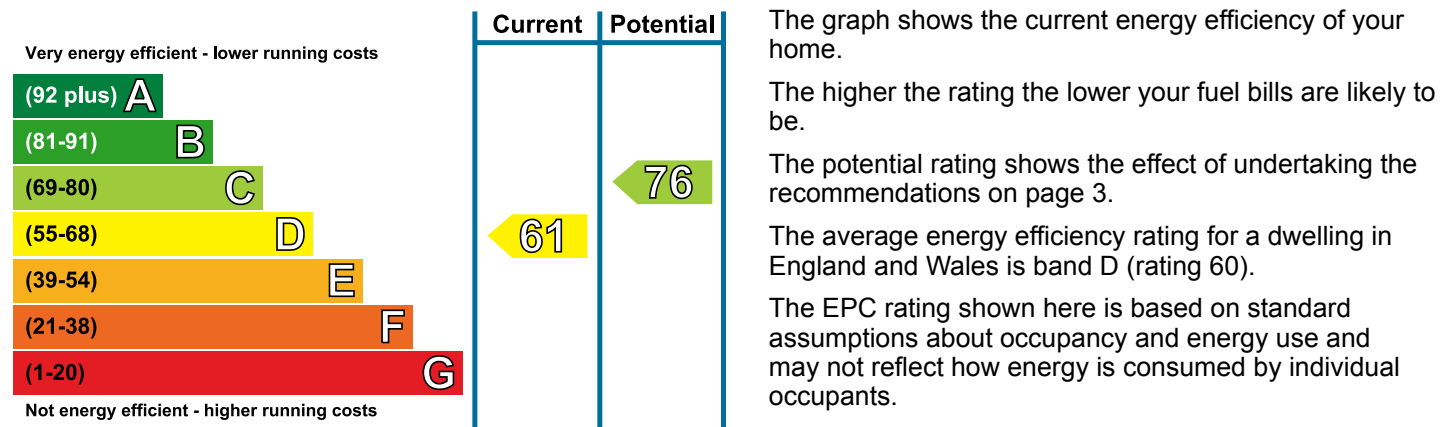 Current Potential
Very energy efficient - lower running costs
(92 plus) A
(81-91) B
(69-80) C
76
(55-68) D
61
(39-54) E
(21-38) F
(1-20) G
Not energy efficient - higher running costs
The graph shows the current energy efficiency of your
home.
The higher the rating the lower your fuel bills are likely to
be.
The potential rating shows the effect of undertaking the
recommendations on page 3.
The average energy efficiency rating for a dwelling in
England and Wales is band D (rating 60).
The EPC rating shown here is based on standard
assumptions about occupancy and energy use and
may not reflect how energy is consumed by individual
occupants.